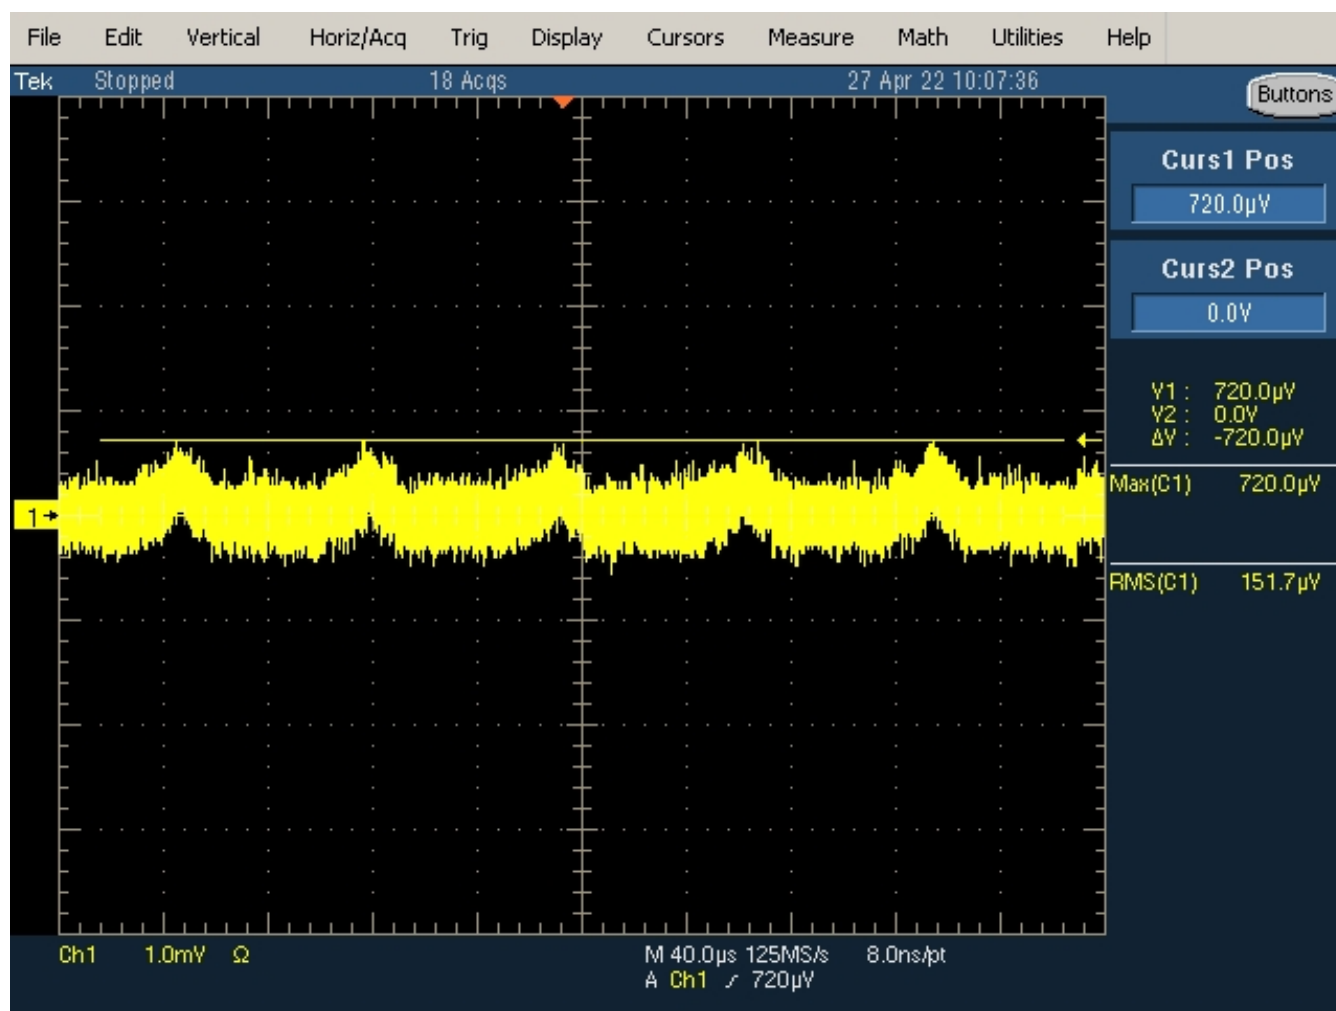 File Edit Vertical Horiz/Acq Trig Display Cursors Measure Math Utilities Help
Tek Stopped 18 Acqs 27 Apr 22 10:07:36
Buttons
Curs1 Pos
720.0µV
Curs2 Pos
0.0V
V1 : 720.0µV
V2 : 0.0V
ΔV : -720.0µV
Max(C1) 720.0µV
1
RMS(C1) 151.7µV
Ch1 1.0mV Ω M 40.0µs 125MS/s 8.0ns/pt
A Ch1 720µV